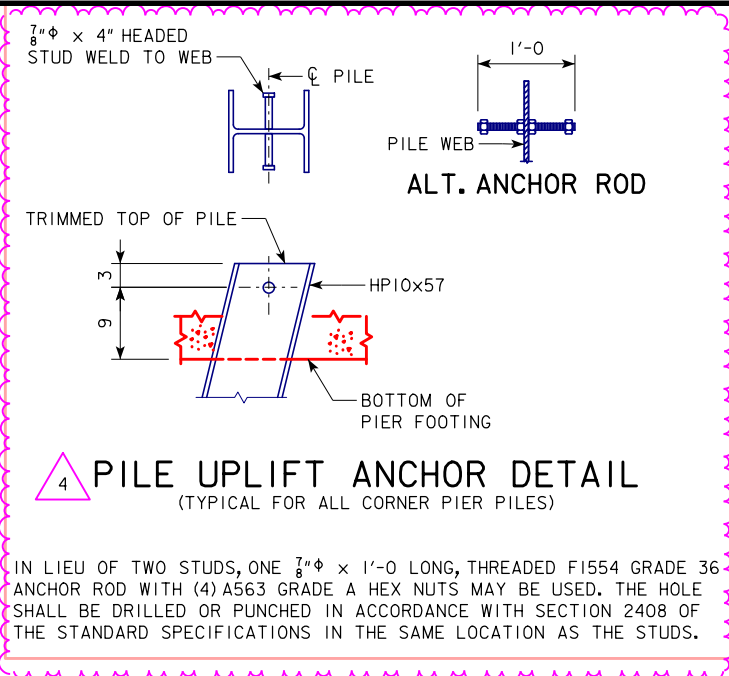 7/8"ϕ × 4" HEADED
STUD WELD TO WEB
℄ PILE
1'-0
PILE WEB
ALT. ANCHOR ROD
TRIMMED TOP OF PILE
3
HP10x57
9
BOTTOM OF
PIER FOOTING
4
PILE UPLIFT ANCHOR DETAIL
(TYPICAL FOR ALL CORNER PIER PILES)
IN LIEU OF TWO STUDS, ONE 7/8"ϕ × 1'-0 LONG, THREADED F1554 GRADE 36
ANCHOR ROD WITH (4) A563 GRADE A HEX NUTS MAY BE USED. THE HOLE
SHALL BE DRILLED OR PUNCHED IN ACCORDANCE WITH SECTION 2408 OF
THE STANDARD SPECIFICATIONS IN THE SAME LOCATION AS THE STUDS.